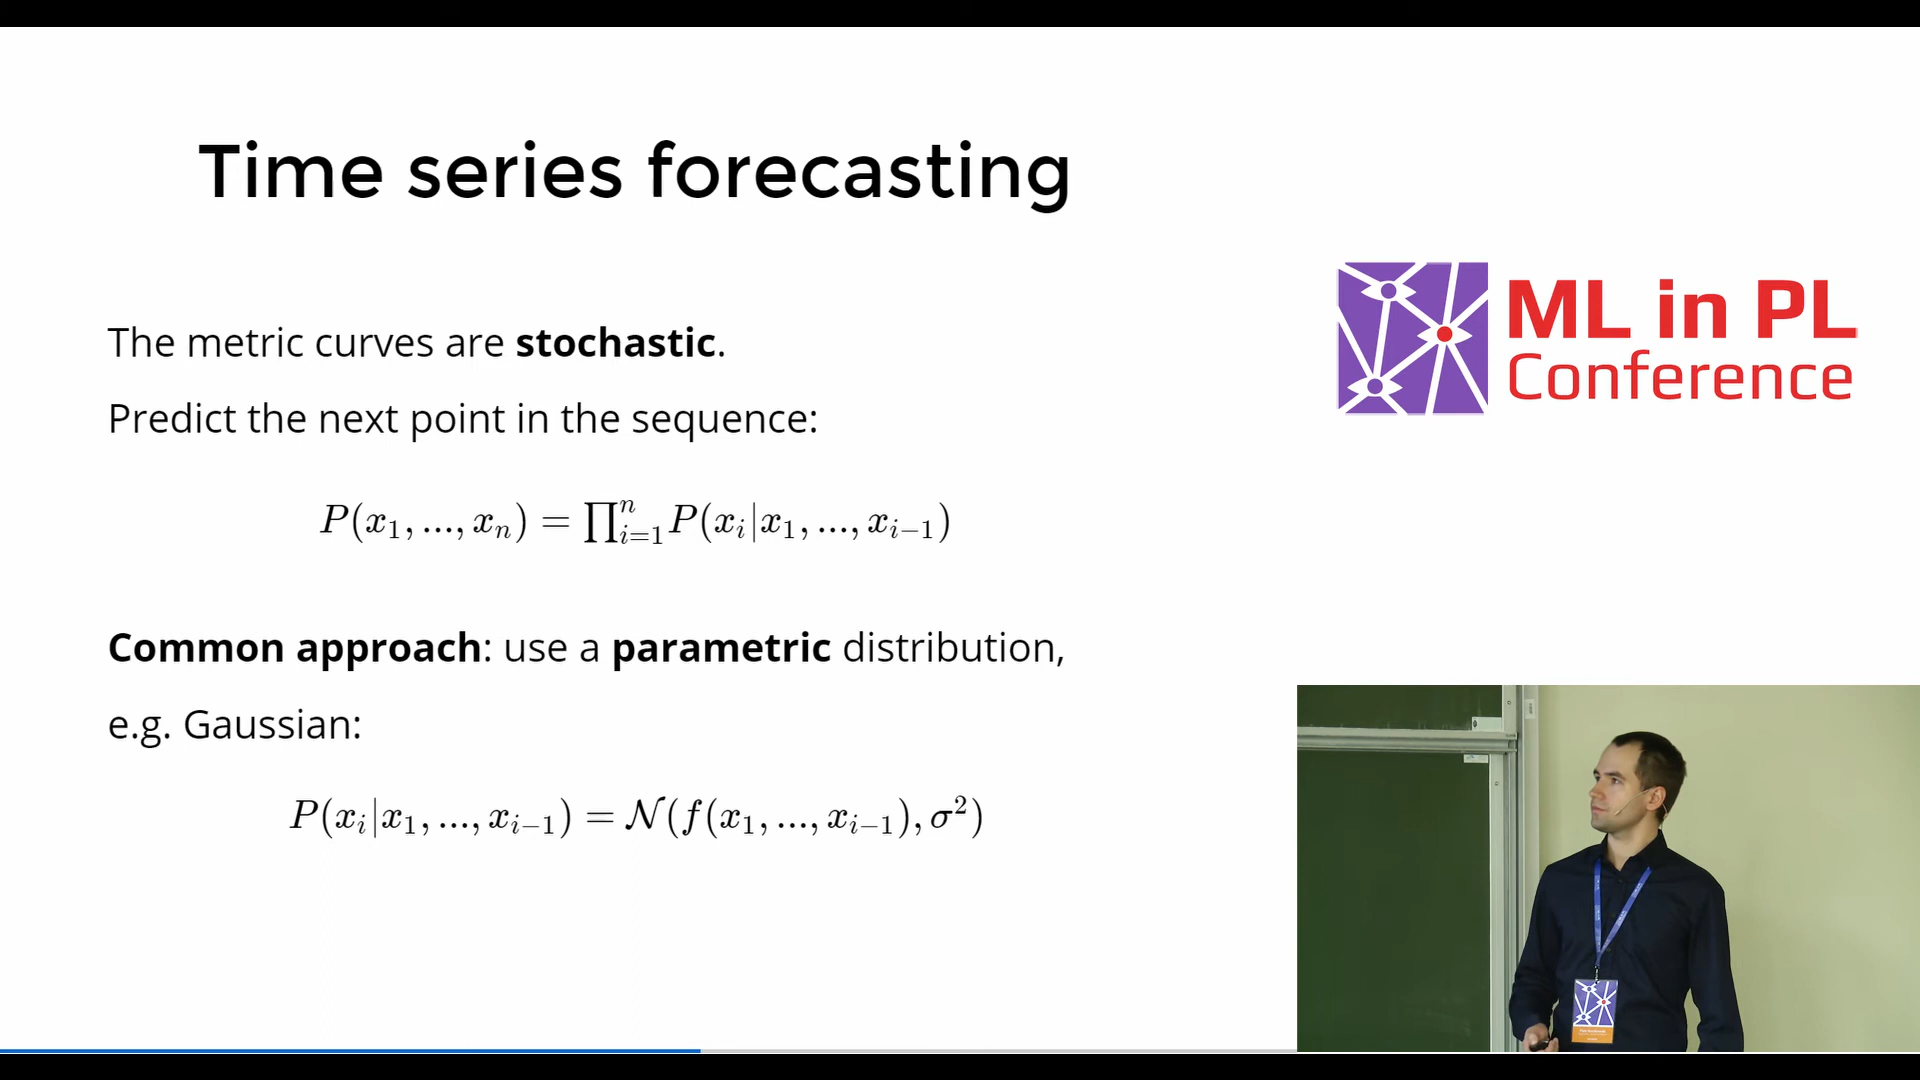 Time series forecasting
The metric curves are stochastic.
Predict the next point in the sequence:
P(x₁, ..., xₙ) = ∏ⁿᵢ₌₁ P(xᵢ|x₁, ..., xᵢ₋₁)
Common approach: use a parametric distribution,
e.g. Gaussian:
P(xᵢ|x₁, ..., xᵢ₋₁) = 𝒩(f(x₁, ..., xᵢ₋₁), σ²)
ML in PL
Conference